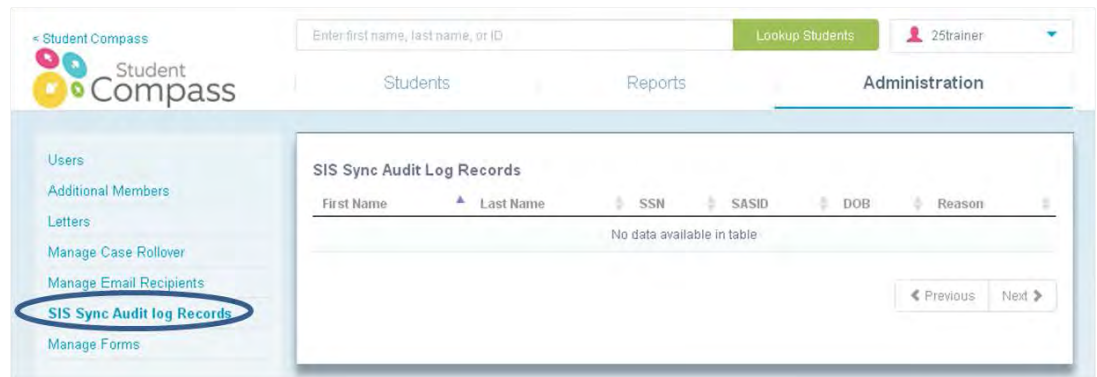 < Student Compass
Enter first name, last name, or ID
Lookup Students
25trainer
Student
Compass
Students
Reports
Administration
Users
Additional Members
Letters
Manage Case Rollover
Manage Email Recipients
SIS Sync Audit log Records
Manage Forms
SIS Sync Audit Log Records
First Name Last Name SSN SASID DOB Reason
No data available in table
Previous Next